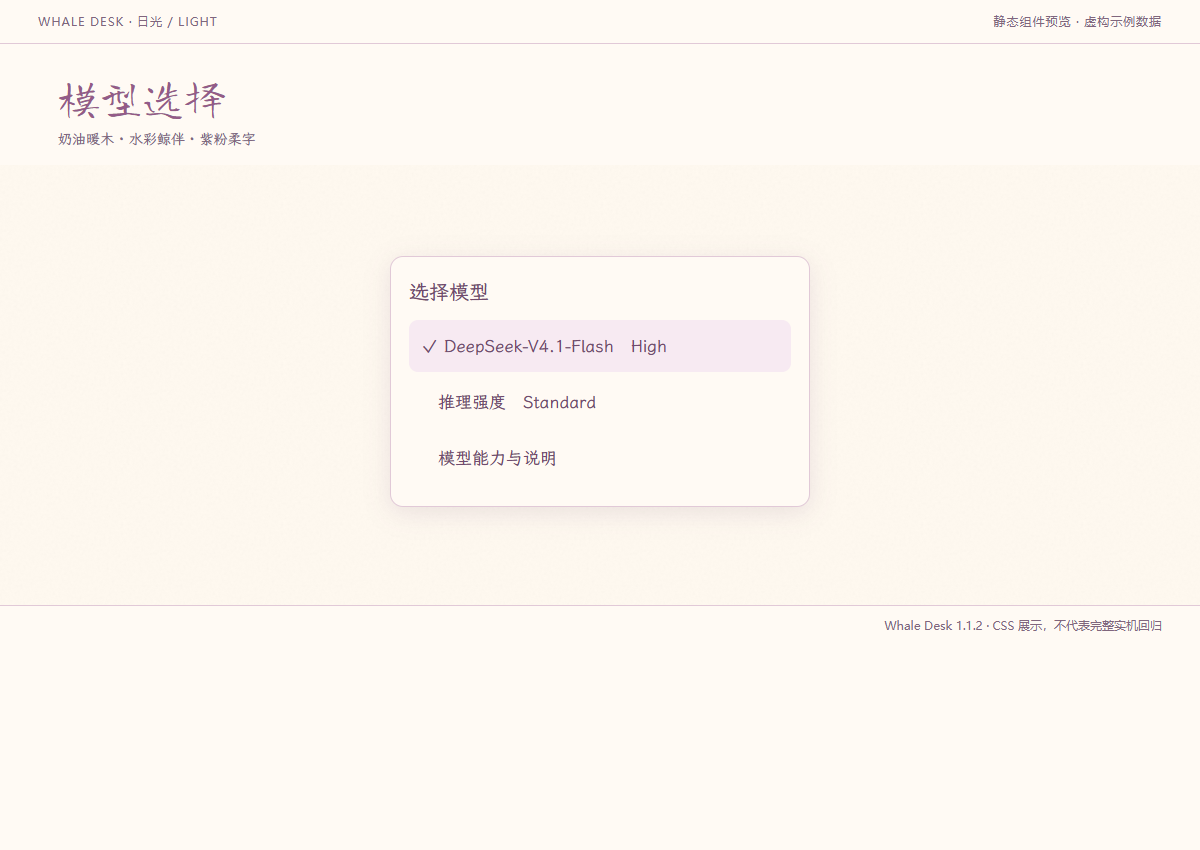 WHALE DESK · 日光 / LIGHT
静态组件预览 · 虚构示例数据
模型选择
奶油暖木 · 水彩鲸伴 · 紫粉柔字
选择模型
✓ DeepSeek-V4.1-Flash High
推理强度 Standard
模型能力与说明
Whale Desk 1.1.2 · CSS 展示，不代表完整实机回归